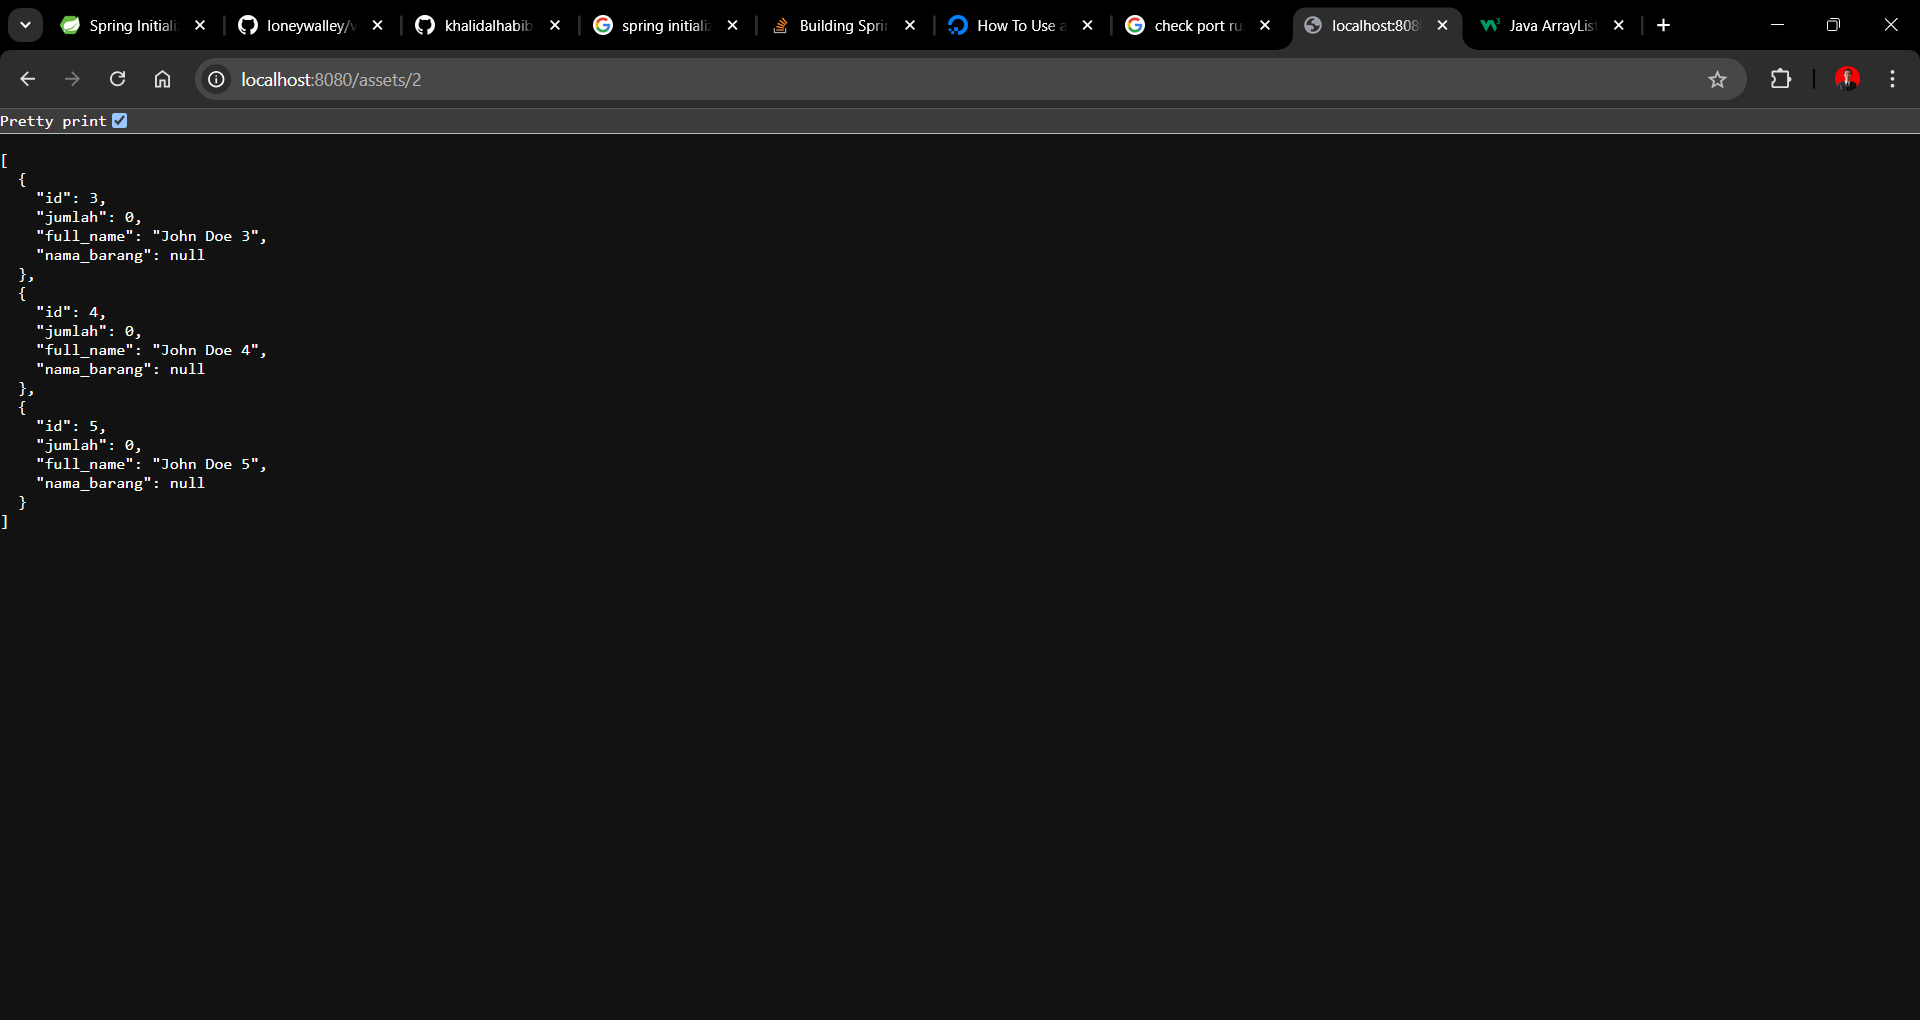 Spring Initiali
loneywalley/v
khalidalhabib
spring initializ
Building Sprin
How To Use a
check port ru
localhost:808
Java ArrayList
localhost:8080/assets/2
Pretty print
[
  {
    "id": 3,
    "jumlah": 0,
    "full_name": "John Doe 3",
    "nama_barang": null
  },
  {
    "id": 4,
    "jumlah": 0,
    "full_name": "John Doe 4",
    "nama_barang": null
  },
  {
    "id": 5,
    "jumlah": 0,
    "full_name": "John Doe 5",
    "nama_barang": null
  }
]